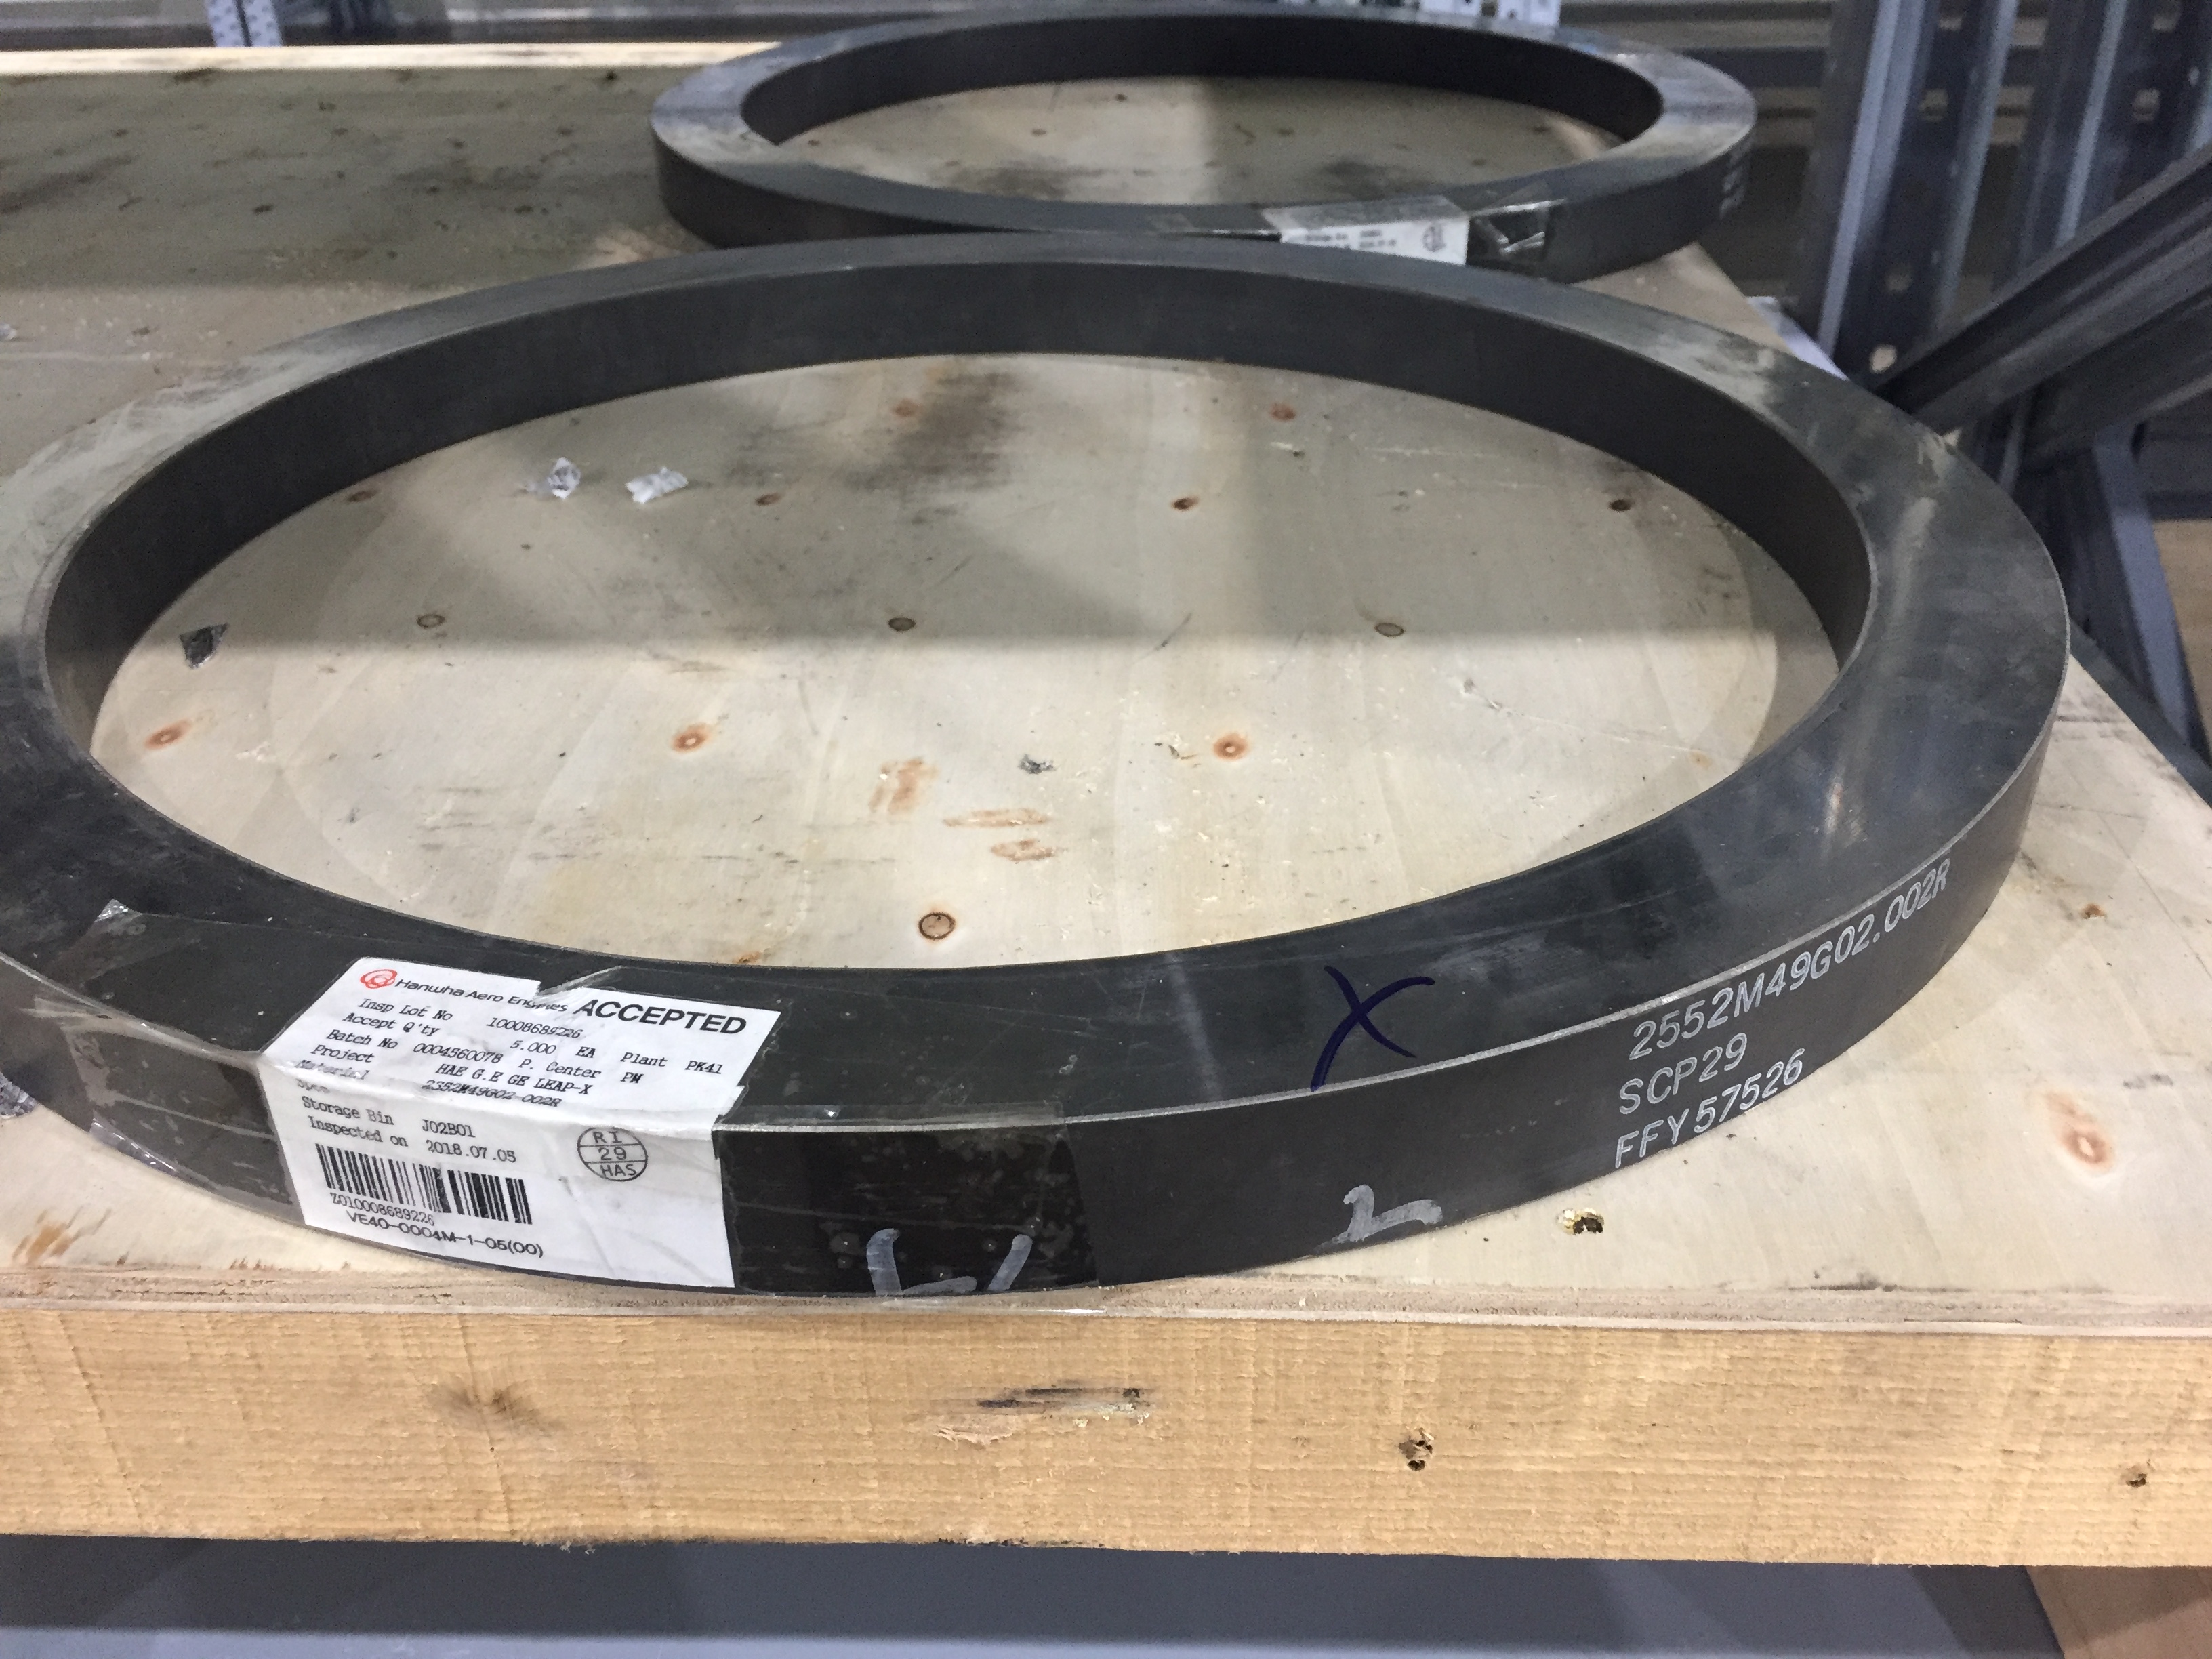 Hanwha Aero Engines ACCEPTED
Insp Lot No 10008689226
Accept Q'ty 5.000 EA Plant PK41
Batch No 0004560078 P. Center PM
Project HAE G.E GE LEAP-X
Material 2552M49G02-002R
Spec
Storage Bin J02B01
Inspected on 2018.07.05
RI
29
HAS
Z010008689226
VE40-0004M-1-05(00)
X
2552M49G02.002R
SCP29
FFY57526